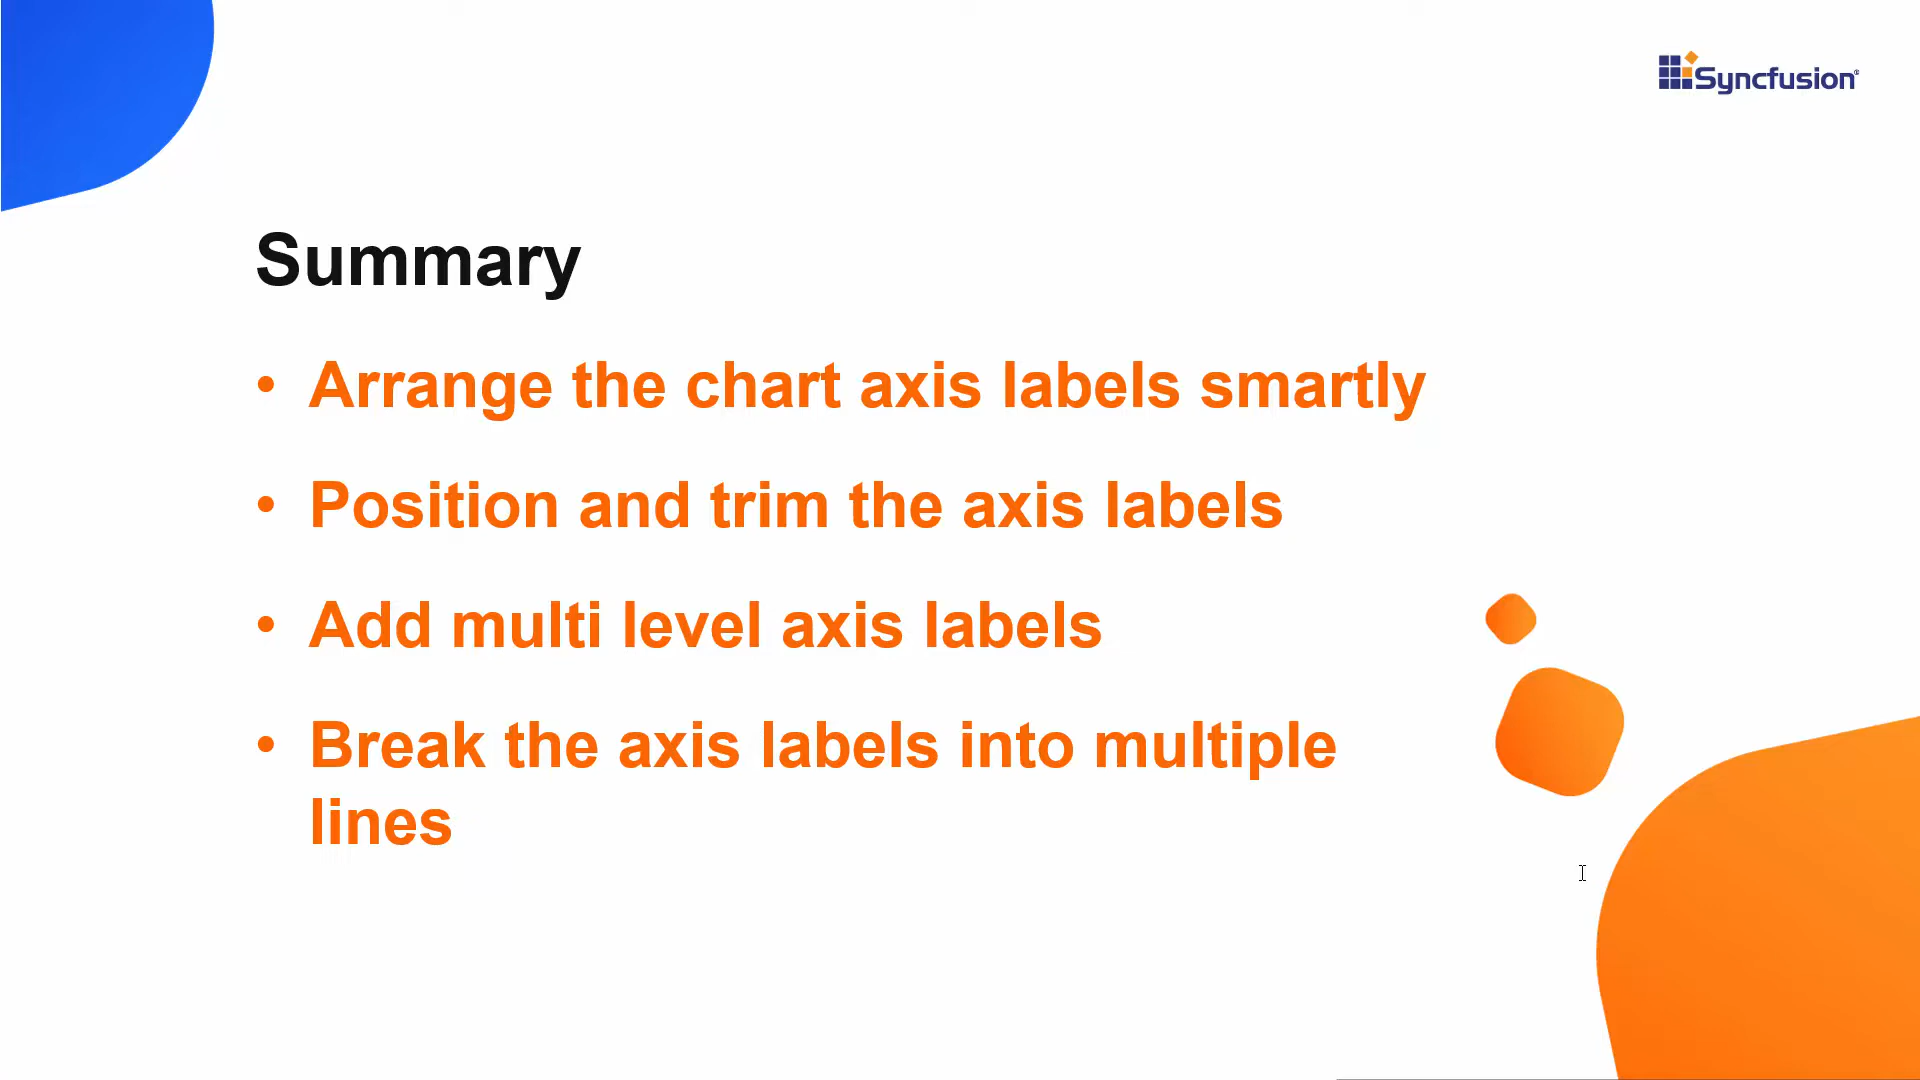 Syncfusion®
Summary
• Arrange the chart axis labels smartly
• Position and trim the axis labels
• Add multi level axis labels
• Break the axis labels into multiple
lines